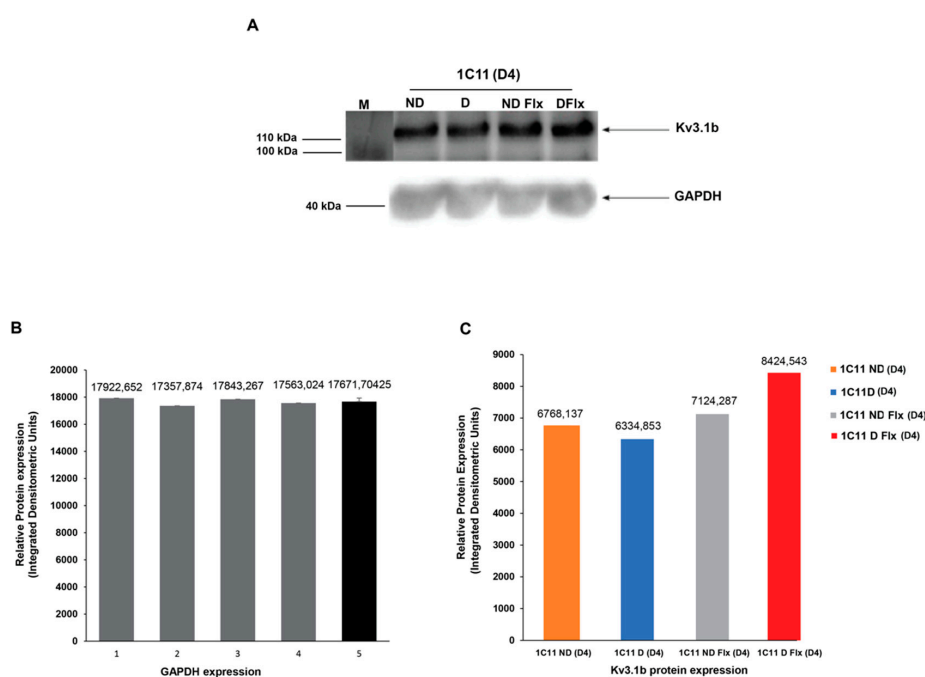 A
1C11 (D4)
M ND D ND Flx DFlx
Kv3.1b
110 kDa
100 kDa
GAPDH
40 kDa
B
Relative Protein expression
(Integrated Densitometric Units)
20000
18000
16000
14000
12000
10000
8000
6000
4000
2000
0
17922,652 17357,874 17843,267 17563,024 17671,70425
1 2 3 4 5
GAPDH expression
C
Relative Protein Expression
(Integrated Densitometric Units)
9000
8000
7000
6000
5000
4000
3000
2000
1000
0
6768,137
6334,853
7124,287
8424,543
1C11 ND (D4) 1C11 D (D4) 1C11 ND Flx (D4) 1C11 D Flx (D4)
Kv3.1b protein expression
1C11 ND (D4)
1C11D (D4)
1C11 ND Flx (D4)
1C11 D Flx (D4)